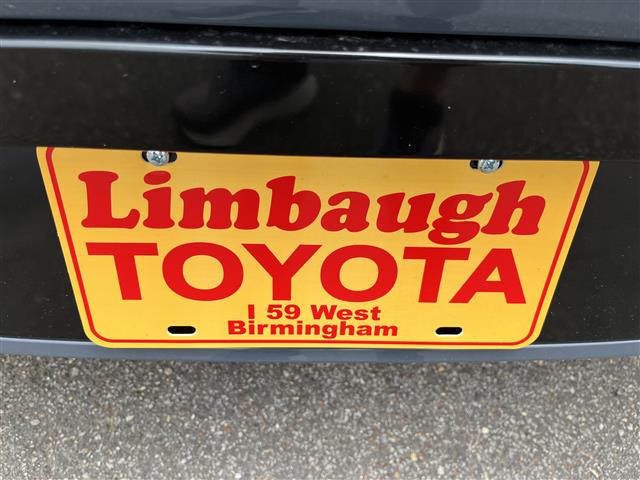 Limbaugh
TOYOTA
I 59 West
Birmingham